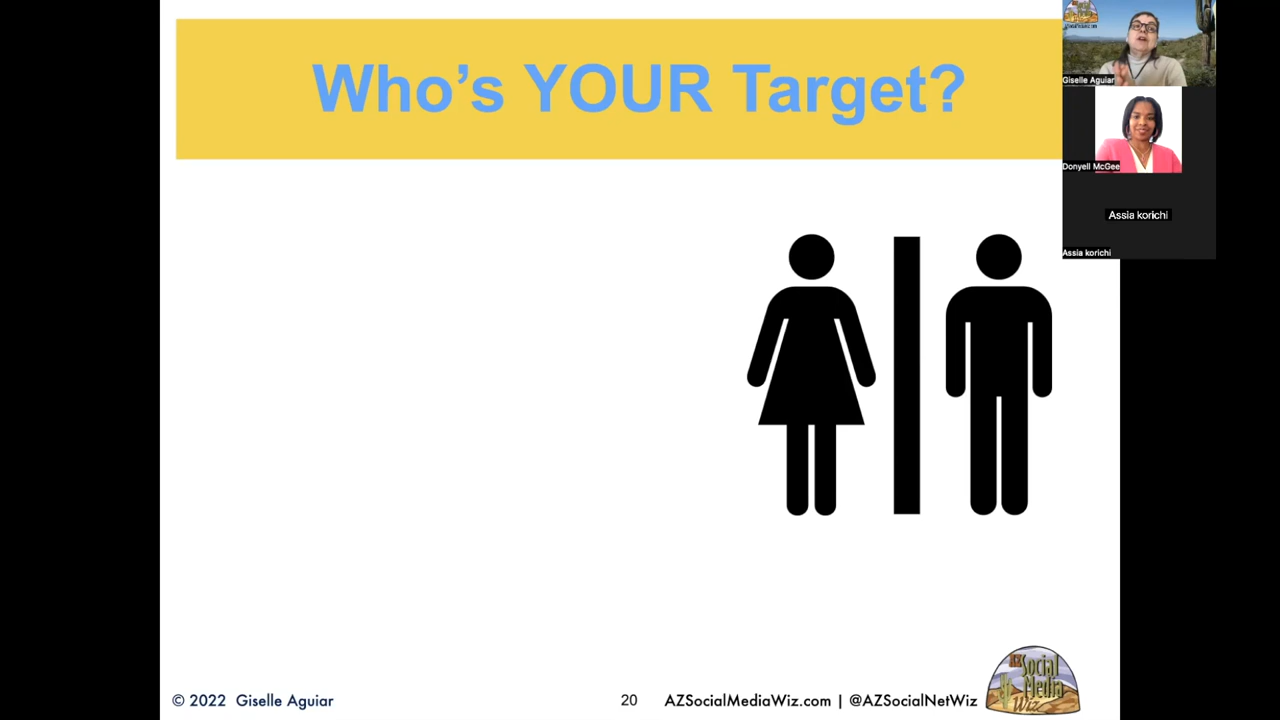 Who's YOUR Target?
Giselle Aguiar
Donyell McGee
Assia korichi
Assia korichi
© 2022 Giselle Aguiar
20
AZSocialMediaWiz.com | @AZSocialNetWiz
AZ Social
Media
Wiz